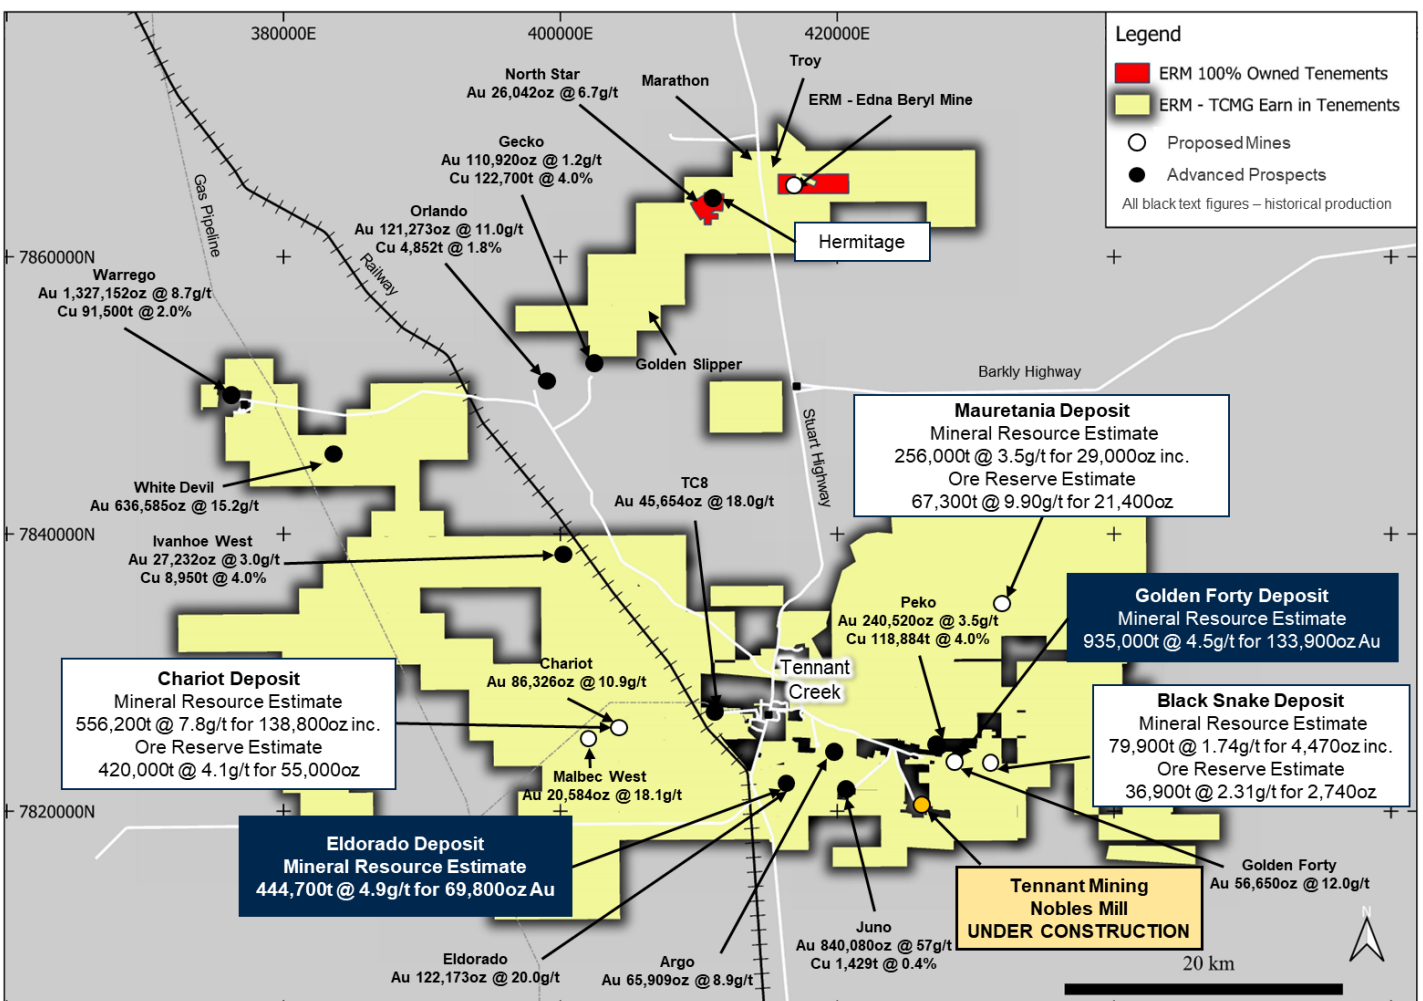 380000E
400000E
420000E
7860000N
7840000N
7820000N
Legend
ERM 100% Owned Tenements
ERM - TCMG Earn in Tenements
Proposed Mines
Advanced Prospects
All black text figures – historical production
North Star
Au 26,042oz @ 6.7g/t
Marathon
Troy
ERM - Edna Beryl Mine
Gecko
Au 110,920oz @ 1.2g/t
Cu 122,700t @ 4.0%
Orlando
Au 121,273oz @ 11.0g/t
Cu 4,852t @ 1.8%
Hermitage
Gas Pipeline
Railway
Warrego
Au 1,327,152oz @ 8.7g/t
Cu 91,500t @ 2.0%
Golden Slipper
Barkly Highway
Stuart Highway
Mauretania Deposit
Mineral Resource Estimate
256,000t @ 3.5g/t for 29,000oz inc.
Ore Reserve Estimate
67,300t @ 9.90g/t for 21,400oz
White Devil
Au 636,585oz @ 15.2g/t
TC8
Au 45,654oz @ 18.0g/t
Ivanhoe West
Au 27,232oz @ 3.0g/t
Cu 8,950t @ 4.0%
Peko
Au 240,520oz @ 3.5g/t
Cu 118,884t @ 4.0%
Golden Forty Deposit
Mineral Resource Estimate
935,000t @ 4.5g/t for 133,900oz Au
Tennant
Creek
Chariot
Au 86,326oz @ 10.9g/t
Chariot Deposit
Mineral Resource Estimate
556,200t @ 7.8g/t for 138,800oz inc.
Ore Reserve Estimate
420,000t @ 4.1g/t for 55,000oz
Black Snake Deposit
Mineral Resource Estimate
79,900t @ 1.74g/t for 4,470oz inc.
Ore Reserve Estimate
36,900t @ 2.31g/t for 2,740oz
Malbec West
Au 20,584oz @ 18.1g/t
Eldorado Deposit
Mineral Resource Estimate
444,700t @ 4.9g/t for 69,800oz Au
Golden Forty
Au 56,650oz @ 12.0g/t
Tennant Mining
Nobles Mill
UNDER CONSTRUCTION
Juno
Au 840,080oz @ 57g/t
Cu 1,429t @ 0.4%
Eldorado
Au 122,173oz @ 20.0g/t
Argo
Au 65,909oz @ 8.9g/t
N
20 km